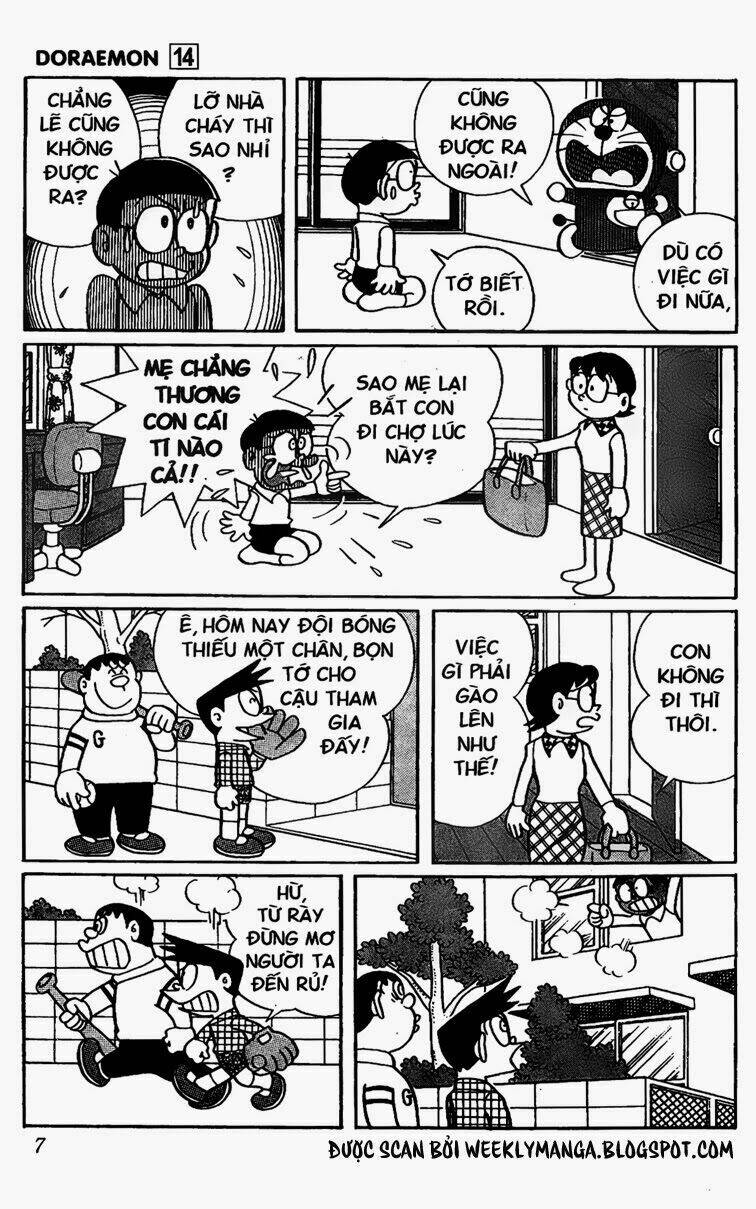 DORAEMON 14
DÙ CÓ
VIỆC GÌ
ĐI NỮA,
CŨNG
KHÔNG
ĐƯỢC RA
NGOÀI!
TỚ BIẾT
RỒI.
LỠ NHÀ
CHÁY THÌ
SAO NHỈ
?
CHẲNG
LẼ CŨNG
KHÔNG
ĐƯỢC
RA?
SAO MẸ LẠI
BẮT CON
ĐI CHỢ LÚC
NÀY?
MẸ CHẲNG
THƯƠNG
CON CÁI
TÍ NÀO
CẢ!!
CON
KHÔNG
ĐI THÌ
THÔI.
VIỆC
GÌ PHẢI
GÀO
LÊN
NHƯ
THẾ!
Ê, HÔM NAY ĐỘI BÓNG
THIẾU MỘT CHÂN, BỌN
TỚ CHO
CẬU THAM
GIA
ĐẤY!
G
G
HỪ,
TỪ RÀY
ĐỪNG MƠ
NGƯỜI TA
ĐẾN RỦ!
7
ĐƯỢC SCAN BỞI WEEKLYMANGA.BLOGSPOT.COM